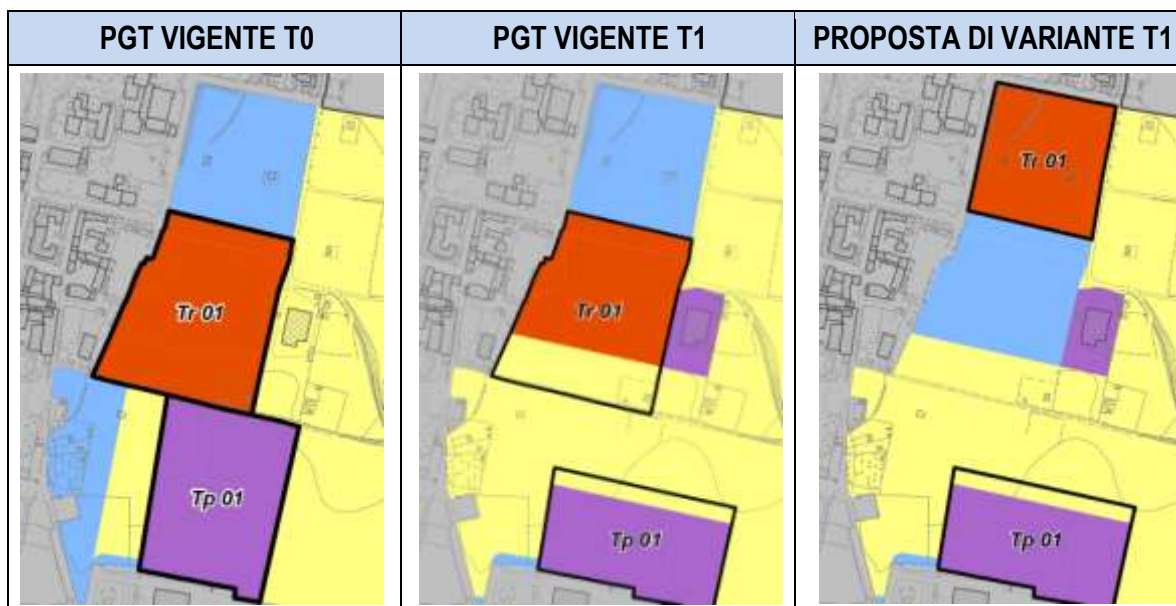 PGT VIGENTE T0
PGT VIGENTE T1
PROPOSTA DI VARIANTE T1
Tr 01
Tp 01
Tr 01
Tp 01
Tr 01
Tp 01